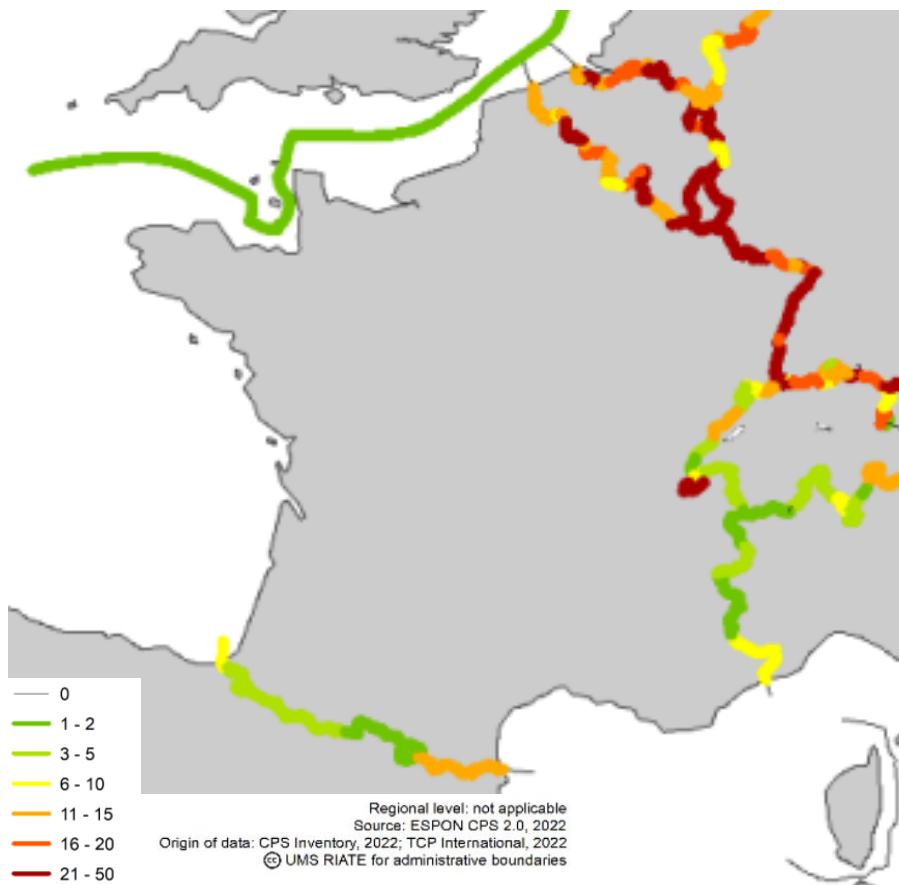 0
1 - 2
3 - 5
6 - 10
11 - 15
16 - 20
21 - 50
Regional level: not applicable
Source: ESPON CPS 2.0, 2022
Origin of data: CPS Inventory, 2022; TCP International, 2022
cc UMS RIATE for administrative boundaries